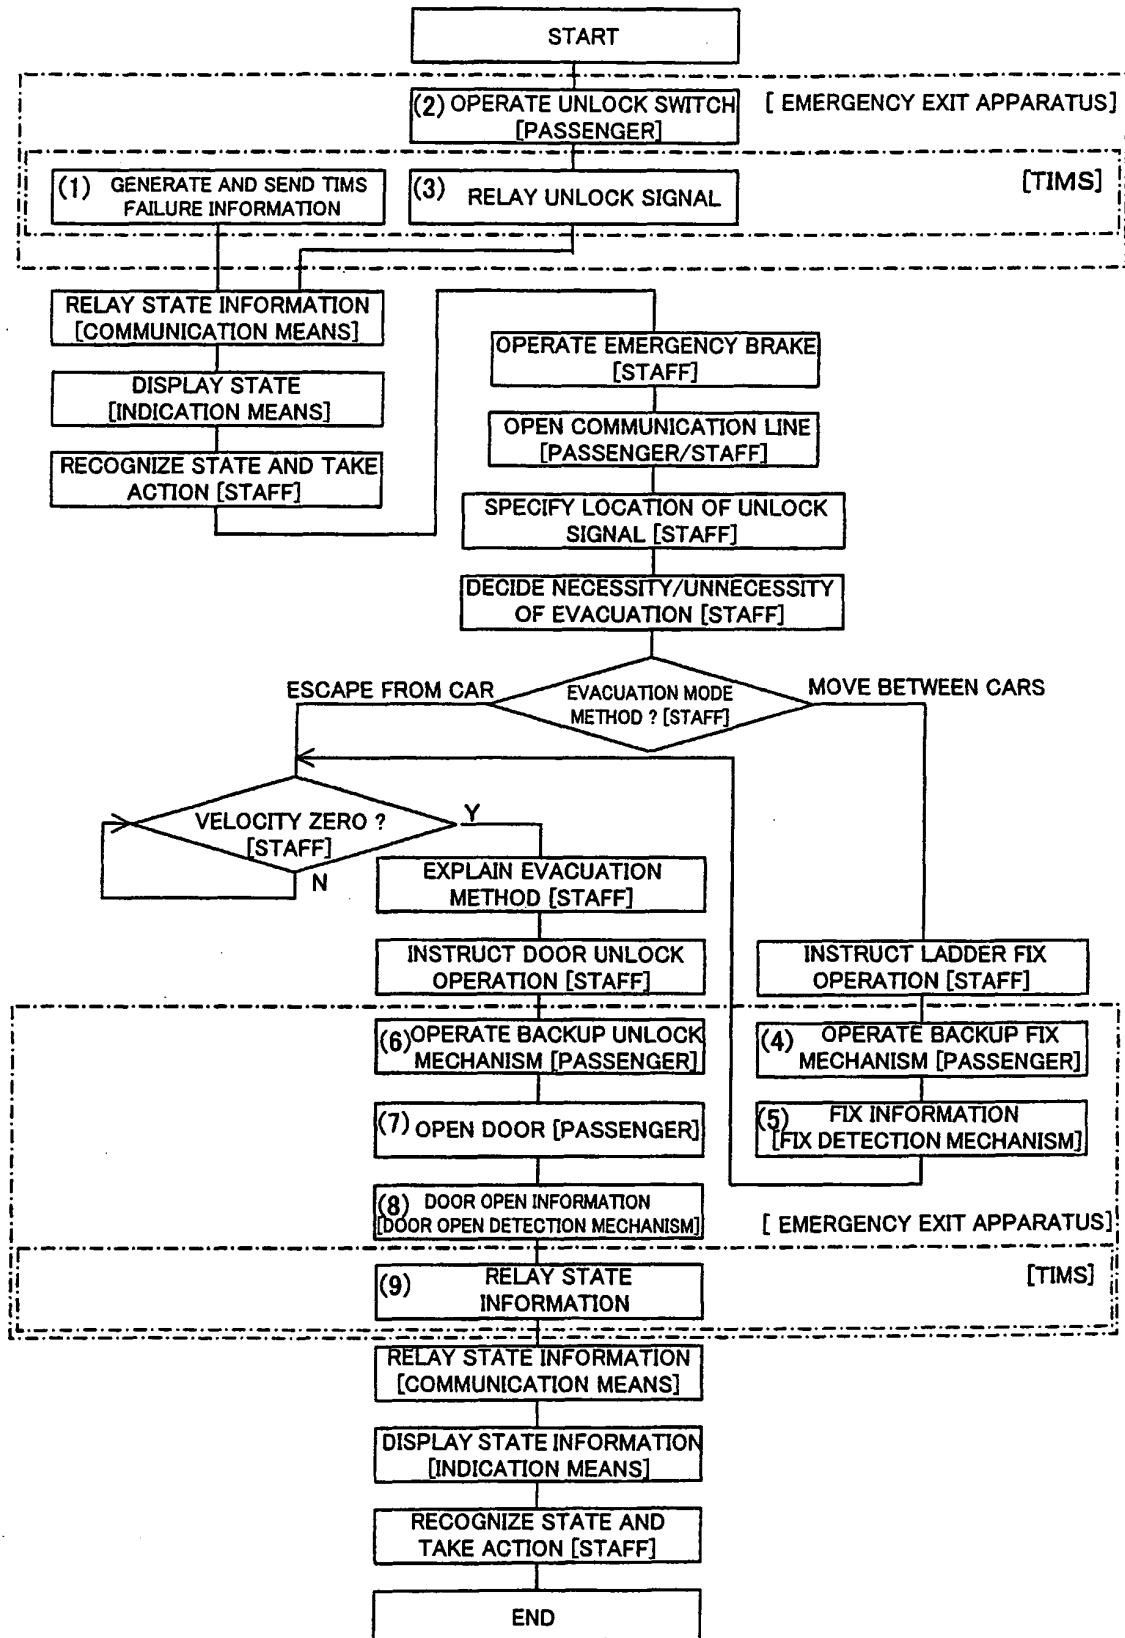 START
(2) OPERATE UNLOCK SWITCH
[PASSENGER]
[ EMERGENCY EXIT APPARATUS]
(1) GENERATE AND SEND TIMS
FAILURE INFORMATION
(3) RELAY UNLOCK SIGNAL
[TIMS]
RELAY STATE INFORMATION
[COMMUNICATION MEANS]
DISPLAY STATE
[INDICATION MEANS]
RECOGNIZE STATE AND TAKE
ACTION [STAFF]
OPERATE EMERGENCY BRAKE
[STAFF]
OPEN COMMUNICATION LINE
[PASSENGER/STAFF]
SPECIFY LOCATION OF UNLOCK
SIGNAL [STAFF]
DECIDE NECESSITY/UNNECESSITY
OF EVACUATION [STAFF]
ESCAPE FROM CAR
EVACUATION MODE
METHOD ? [STAFF]
MOVE BETWEEN CARS
VELOCITY ZERO ?
[STAFF]
Y
N
EXPLAIN EVACUATION
METHOD [STAFF]
INSTRUCT DOOR UNLOCK
OPERATION [STAFF]
INSTRUCT LADDER FIX
OPERATION [STAFF]
(6) OPERATE BACKUP UNLOCK
MECHANISM [PASSENGER]
(4) OPERATE BACKUP FIX
MECHANISM [PASSENGER]
(7) OPEN DOOR [PASSENGER]
(5) FIX INFORMATION
[FIX DETECTION MECHANISM]
(8) DOOR OPEN INFORMATION
[DOOR OPEN DETECTION MECHANISM]
[ EMERGENCY EXIT APPARATUS]
(9) RELAY STATE
INFORMATION
[TIMS]
RELAY STATE INFORMATION
[COMMUNICATION MEANS]
DISPLAY STATE INFORMATION
[INDICATION MEANS]
RECOGNIZE STATE AND
TAKE ACTION [STAFF]
END